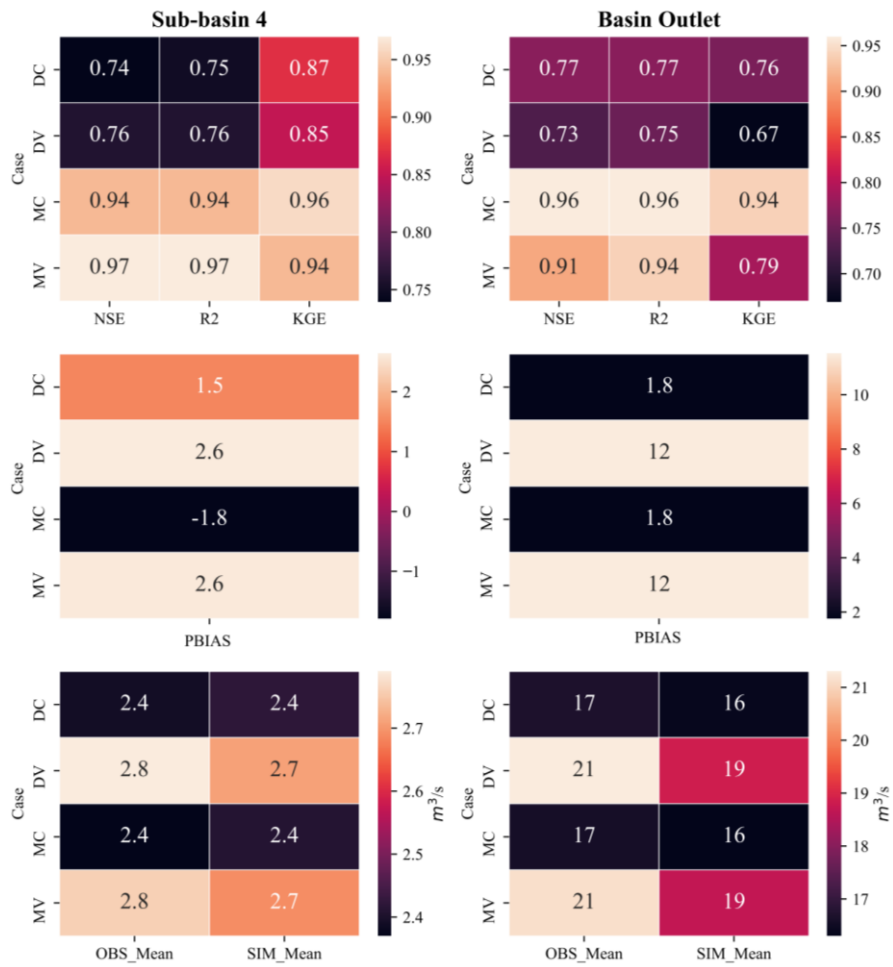 Sub-basin 4
Basin Outlet
DC 0.74 0.75 0.87
DV 0.76 0.76 0.85
MC 0.94 0.94 0.96
MV 0.97 0.97 0.94
Case
NSE R2 KGE
0.95
0.90
0.85
0.80
0.75
DC 0.77 0.77 0.76
DV 0.73 0.75 0.67
MC 0.96 0.96 0.94
MV 0.91 0.94 0.79
Case
NSE R2 KGE
0.95
0.90
0.85
0.80
0.75
0.70
DC 1.5
DV 2.6
MC -1.8
MV 2.6
Case
PBIAS
2
1
0
−1
DC 1.8
DV 12
MC 1.8
MV 12
Case
PBIAS
10
8
6
4
2
DC 2.4 2.4
DV 2.8 2.7
MC 2.4 2.4
MV 2.8 2.7
Case
OBS_Mean SIM_Mean
2.7
2.6
2.5
2.4
m³/s
DC 17 16
DV 21 19
MC 17 16
MV 21 19
Case
OBS_Mean SIM_Mean
21
20
19
18
17
m³/s